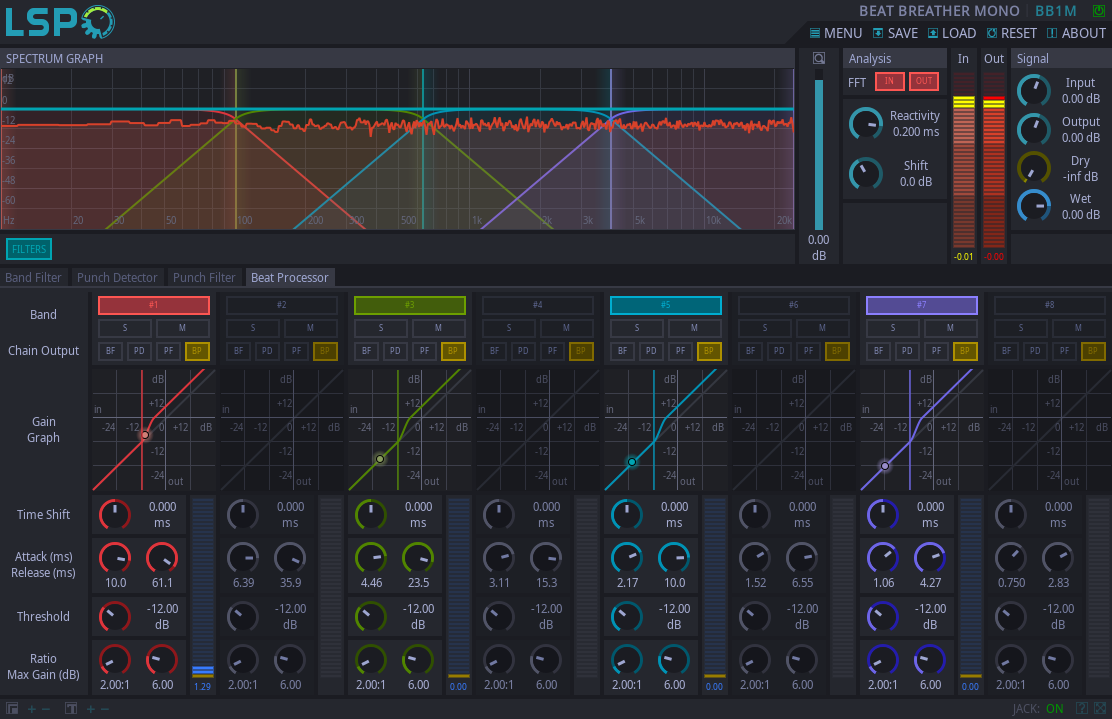 LSP
BEAT BREATHER MONO BB1M
MENU SAVE LOAD RESET ABOUT
SPECTRUM GRAPH
Analysis In Out Signal
dB
12
0
-12
-24
-36
-48
-60
Hz 20 30 50 100 200 300 500 1k 2k 3k 5k 10k 20k
FILTERS
0.00
dB
FFT IN OUT
Reactivity
0.200 ms
Shift
0.0 dB
-0.01 -0.00
Input
0.00 dB
Output
0.00 dB
Dry
-inf dB
Wet
0.00 dB
Band Filter Punch Detector Punch Filter Beat Processor
Band #1 #2 #3 #4 #5 #6 #7 #8
S M S M S M S M S M S M S M S M
Chain Output BF PD PF BP BF PD PF BP BF PD PF BP BF PD PF BP BF PD PF BP BF PD PF BP BF PD PF BP BF PD PF BP
dB dB dB dB dB dB dB dB
in +12 in +12 in +12 in +12 in +12 in +12 in +12 in +12
Gain
Graph
-24 -12 0 dB -24 -12 0 dB -24 -12 0 dB -24 -12 0 dB -24 -12 0 dB -24 -12 0 dB -24 -12 0 dB -24 -12 0 dB
-12 -12 -12 -12 -12 -12 -12 -12
-24 out -24 out -24 out -24 out -24 out -24 out -24 out -24 out
Time Shift
0.000 0.000 0.000 0.000 0.000 0.000 0.000 0.000
ms ms ms ms ms ms ms ms
Attack (ms)
Release (ms)
10.0 61.1 6.39 35.9 4.46 23.5 3.11 15.3 2.17 10.0 1.52 6.55 1.06 4.27 0.750 2.83
Threshold
-12.00 -12.00 -12.00 -12.00 -12.00 -12.00 -12.00 -12.00
dB dB dB dB dB dB dB dB
Ratio
Max Gain (dB)
2.00:1 6.00 1.29 2.00:1 6.00 2.00:1 6.00 0.00 2.00:1 6.00 2.00:1 6.00 0.00 2.00:1 6.00 2.00:1 6.00 0.00 2.00:1 6.00
+ − T + − JACK: ON ?